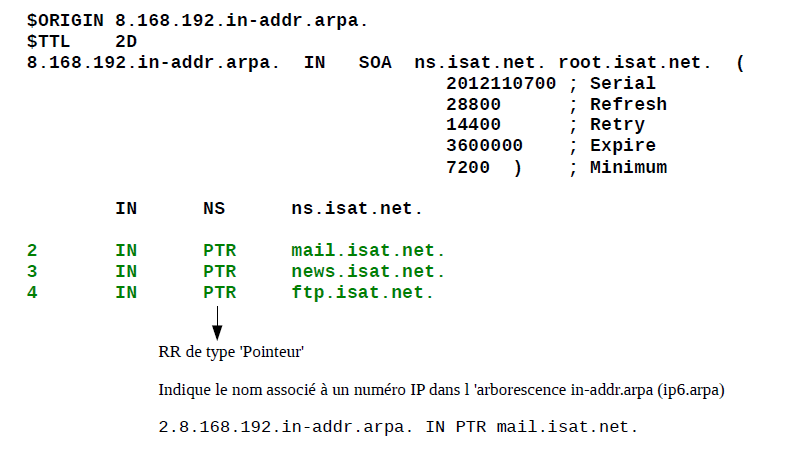 $ORIGIN 8.168.192.in-addr.arpa.
$TTL 2D
8.168.192.in-addr.arpa. IN SOA ns.isat.net. root.isat.net. (
2012110700 ; Serial
28800 ; Refresh
14400 ; Retry
3600000 ; Expire
7200 ) ; Minimum
IN NS ns.isat.net.
2 IN PTR mail.isat.net.
3 IN PTR news.isat.net.
4 IN PTR ftp.isat.net.
RR de type 'Pointeur'
Indique le nom associé à un numéro IP dans l 'arborescence in-addr.arpa (ip6.arpa)
2.8.168.192.in-addr.arpa. IN PTR mail.isat.net.